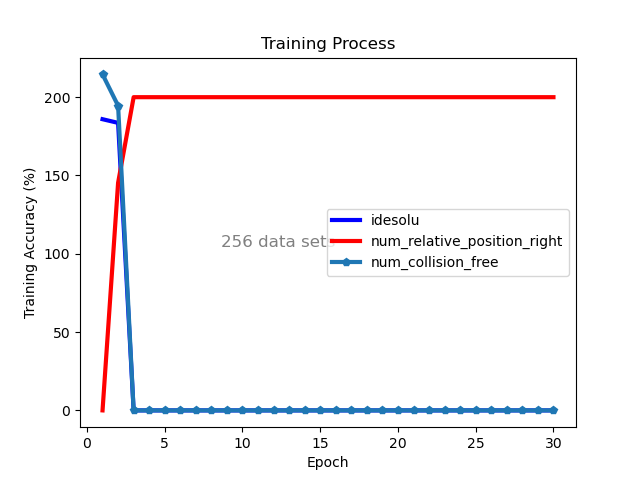 Training Process
Training Accuracy (%)
200
150
100
50
0
256 data set
idesolu
num_relative_position_right
num_collision_free
0 5 10 15 20 25 30
Epoch